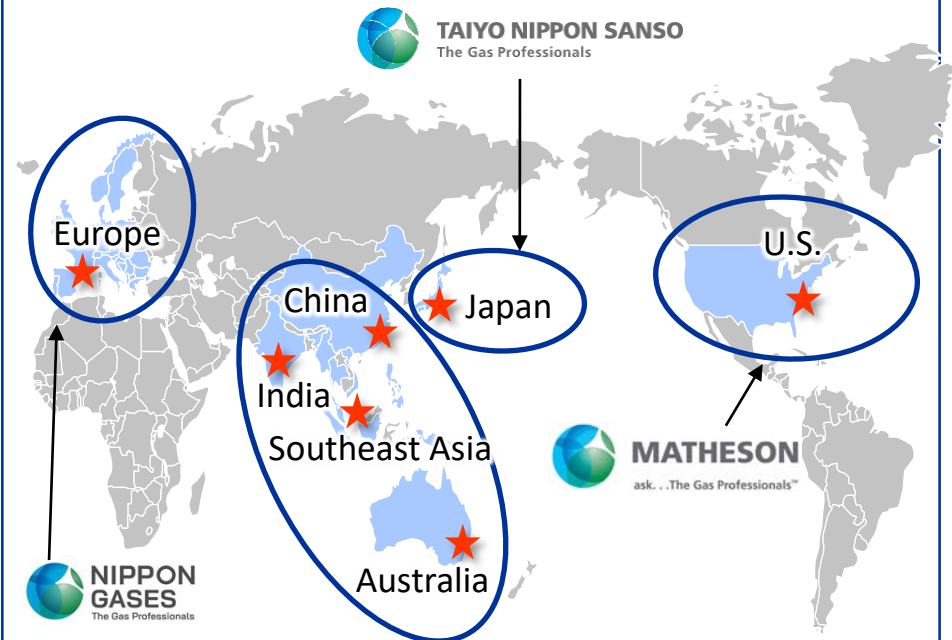 TAIYO NIPPON SANSO
The Gas Professionals
Europe
U.S.
China
Japan
India
Southeast Asia
MATHESON
ask. . .The Gas Professionals™
Australia
NIPPON
GASES
The Gas Professionals